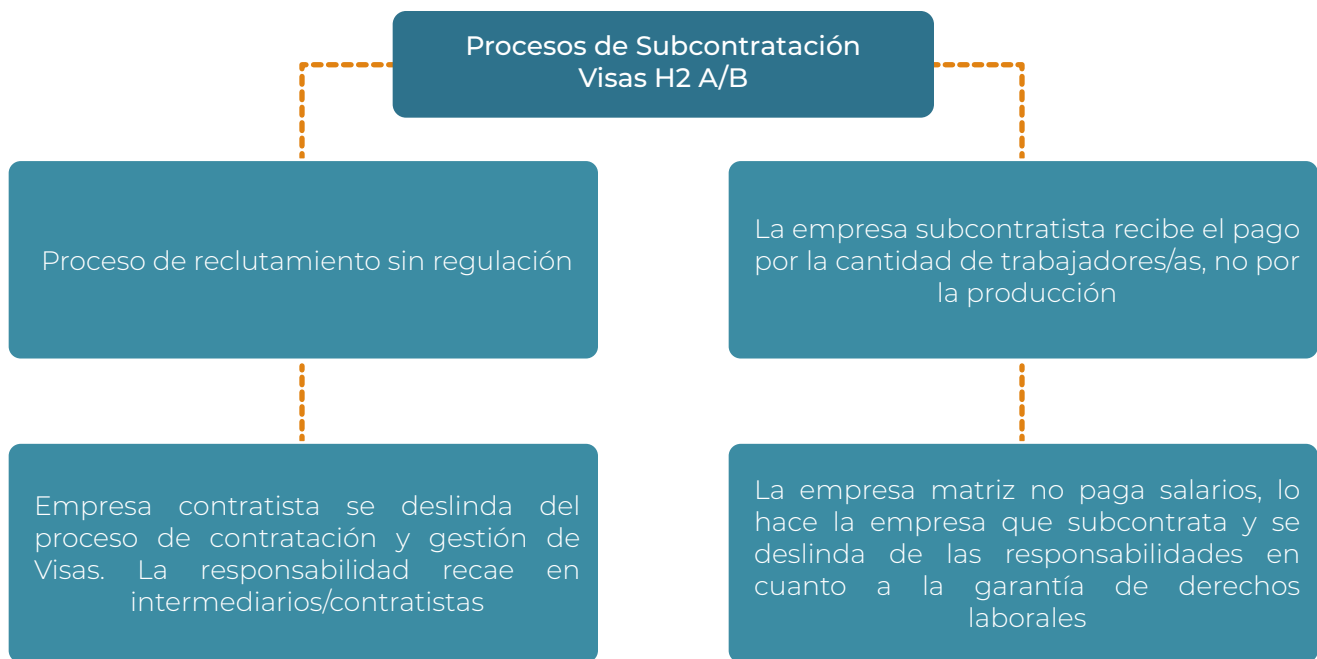 Procesos de Subcontratación
Visas H2 A/B
Proceso de reclutamiento sin regulación
La empresa subcontratista recibe el pago
por la cantidad de trabajadores/as, no por
la producción
Empresa contratista se deslinda del
proceso de contratación y gestión de
Visas. La responsabilidad recae en
intermediarios/contratistas
La empresa matriz no paga salarios, lo
hace la empresa que subcontrata y se
deslinda de las responsabilidades en
cuanto a la garantía de derechos
laborales